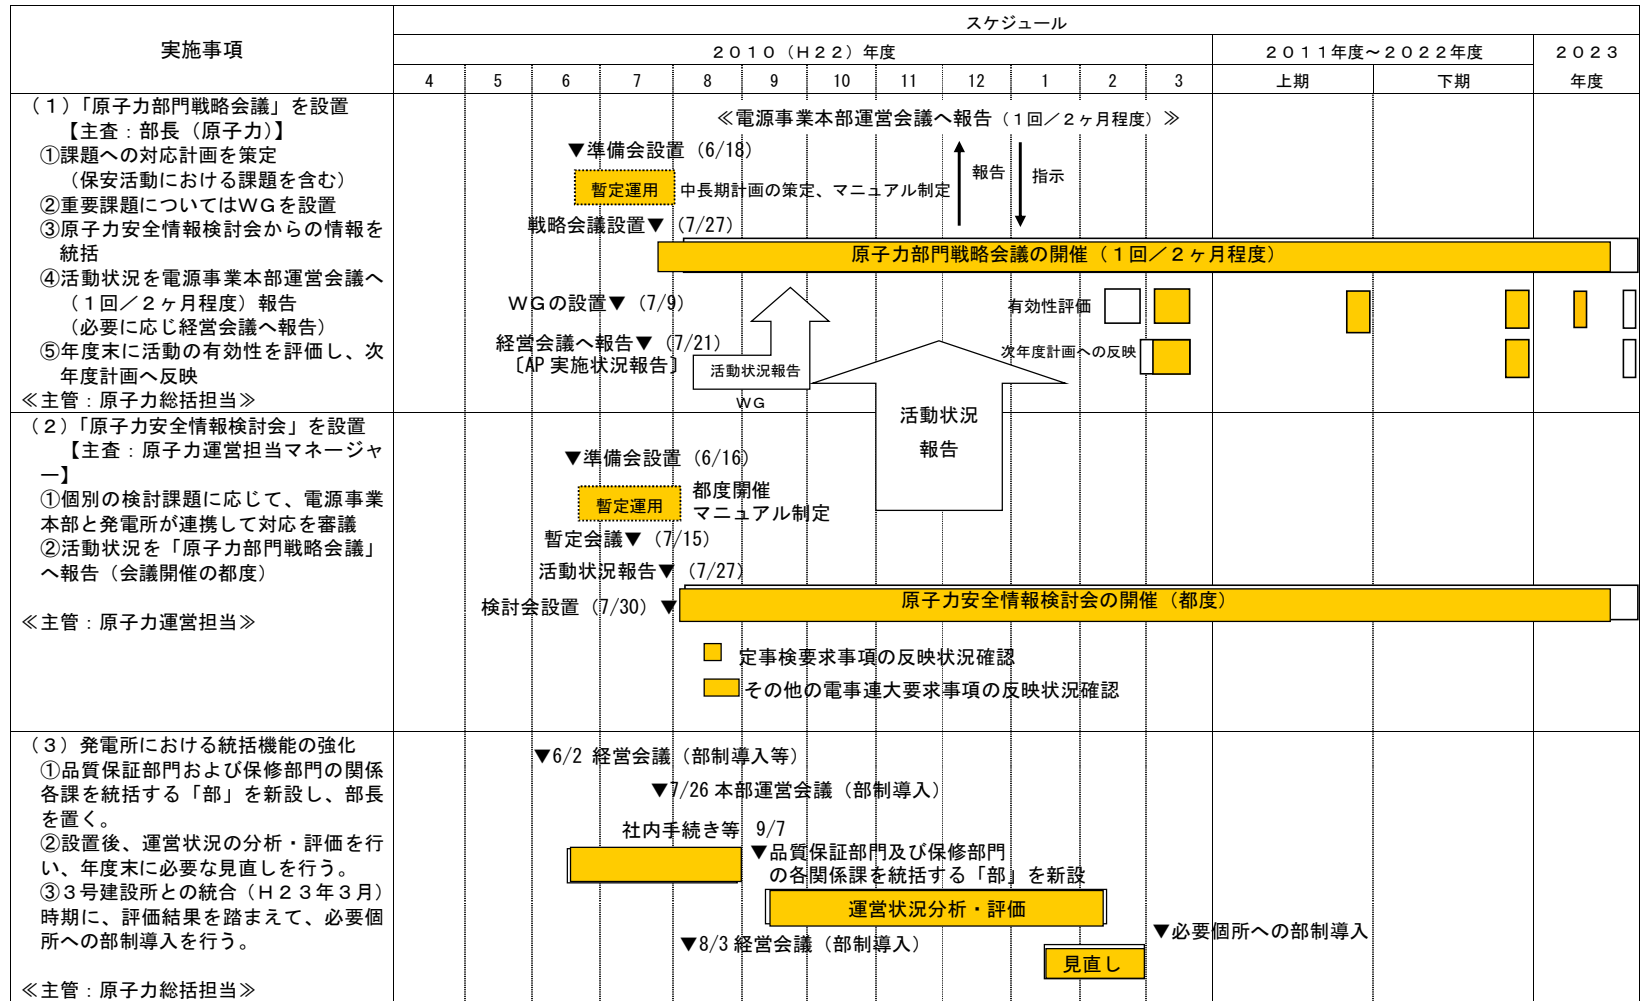 実施事項
スケジュール
２０１０（Ｈ２２）年度
２０１１年度～２０２２年度
２０２３
年度
4 5 6 7 8 9 10 11 12 1 2 3
上期
下期
（１）「原子力部門戦略会議」を設置
【主査：部長（原子力）】
①課題への対応計画を策定
（保安活動における課題を含む）
②重要課題についてはＷＧを設置
③原子力安全情報検討会からの情報を
統括
④活動状況を電源事業本部運営会議へ
（１回／２ヶ月程度）報告
（必要に応じ経営会議へ報告）
⑤年度末に活動の有効性を評価し、次
年度計画へ反映
≪主管：原子力総括担当≫
≪電源事業本部運営会議へ報告（１回／２ヶ月程度）≫
▼準備会設置（6/18）
報告
指示
暫定運用
中長期計画の策定、マニュアル制定
戦略会議設置▼（7/27）
原子力部門戦略会議の開催（１回／２ヶ月程度）
ＷＧの設置▼（7/9）
有効性評価
経営会議へ報告▼（7/21）
〔AP実施状況報告〕
次年度計画への反映
活動状況報告
ＷＧ
活動状況
報告
（２）「原子力安全情報検討会」を設置
【主査：原子力運営担当マネージャ
ー】
①個別の検討課題に応じて、電源事業
本部と発電所が連携して対応を審議
②活動状況を「原子力部門戦略会議」
へ報告（会議開催の都度）
≪主管：原子力運営担当≫
▼準備会設置（6/16）
暫定運用
都度開催
マニュアル制定
暫定会議▼（7/15）
活動状況報告▼（7/27）
検討会設置（7/30）▼
原子力安全情報検討会の開催（都度）
定事検要求事項の反映状況確認
その他の電事連大要求事項の反映状況確認
（３）発電所における統括機能の強化
①品質保証部門および保修部門の関係
各課を統括する「部」を新設し、部長
を置く。
②設置後、運営状況の分析・評価を行
い、年度末に必要な見直しを行う。
③３号建設所との統合（Ｈ２３年３月）
時期に、評価結果を踏まえて、必要個
所への部制導入を行う。
≪主管：原子力総括担当≫
▼6/2 経営会議（部制導入等）
▼7/26 本部運営会議（部制導入）
社内手続き等 9/7
▼品質保証部門及び保修部門
の各関係課を統括する「部」を新設
運営状況分析・評価
▼8/3 経営会議（部制導入）
▼必要個所への部制導入
見直し